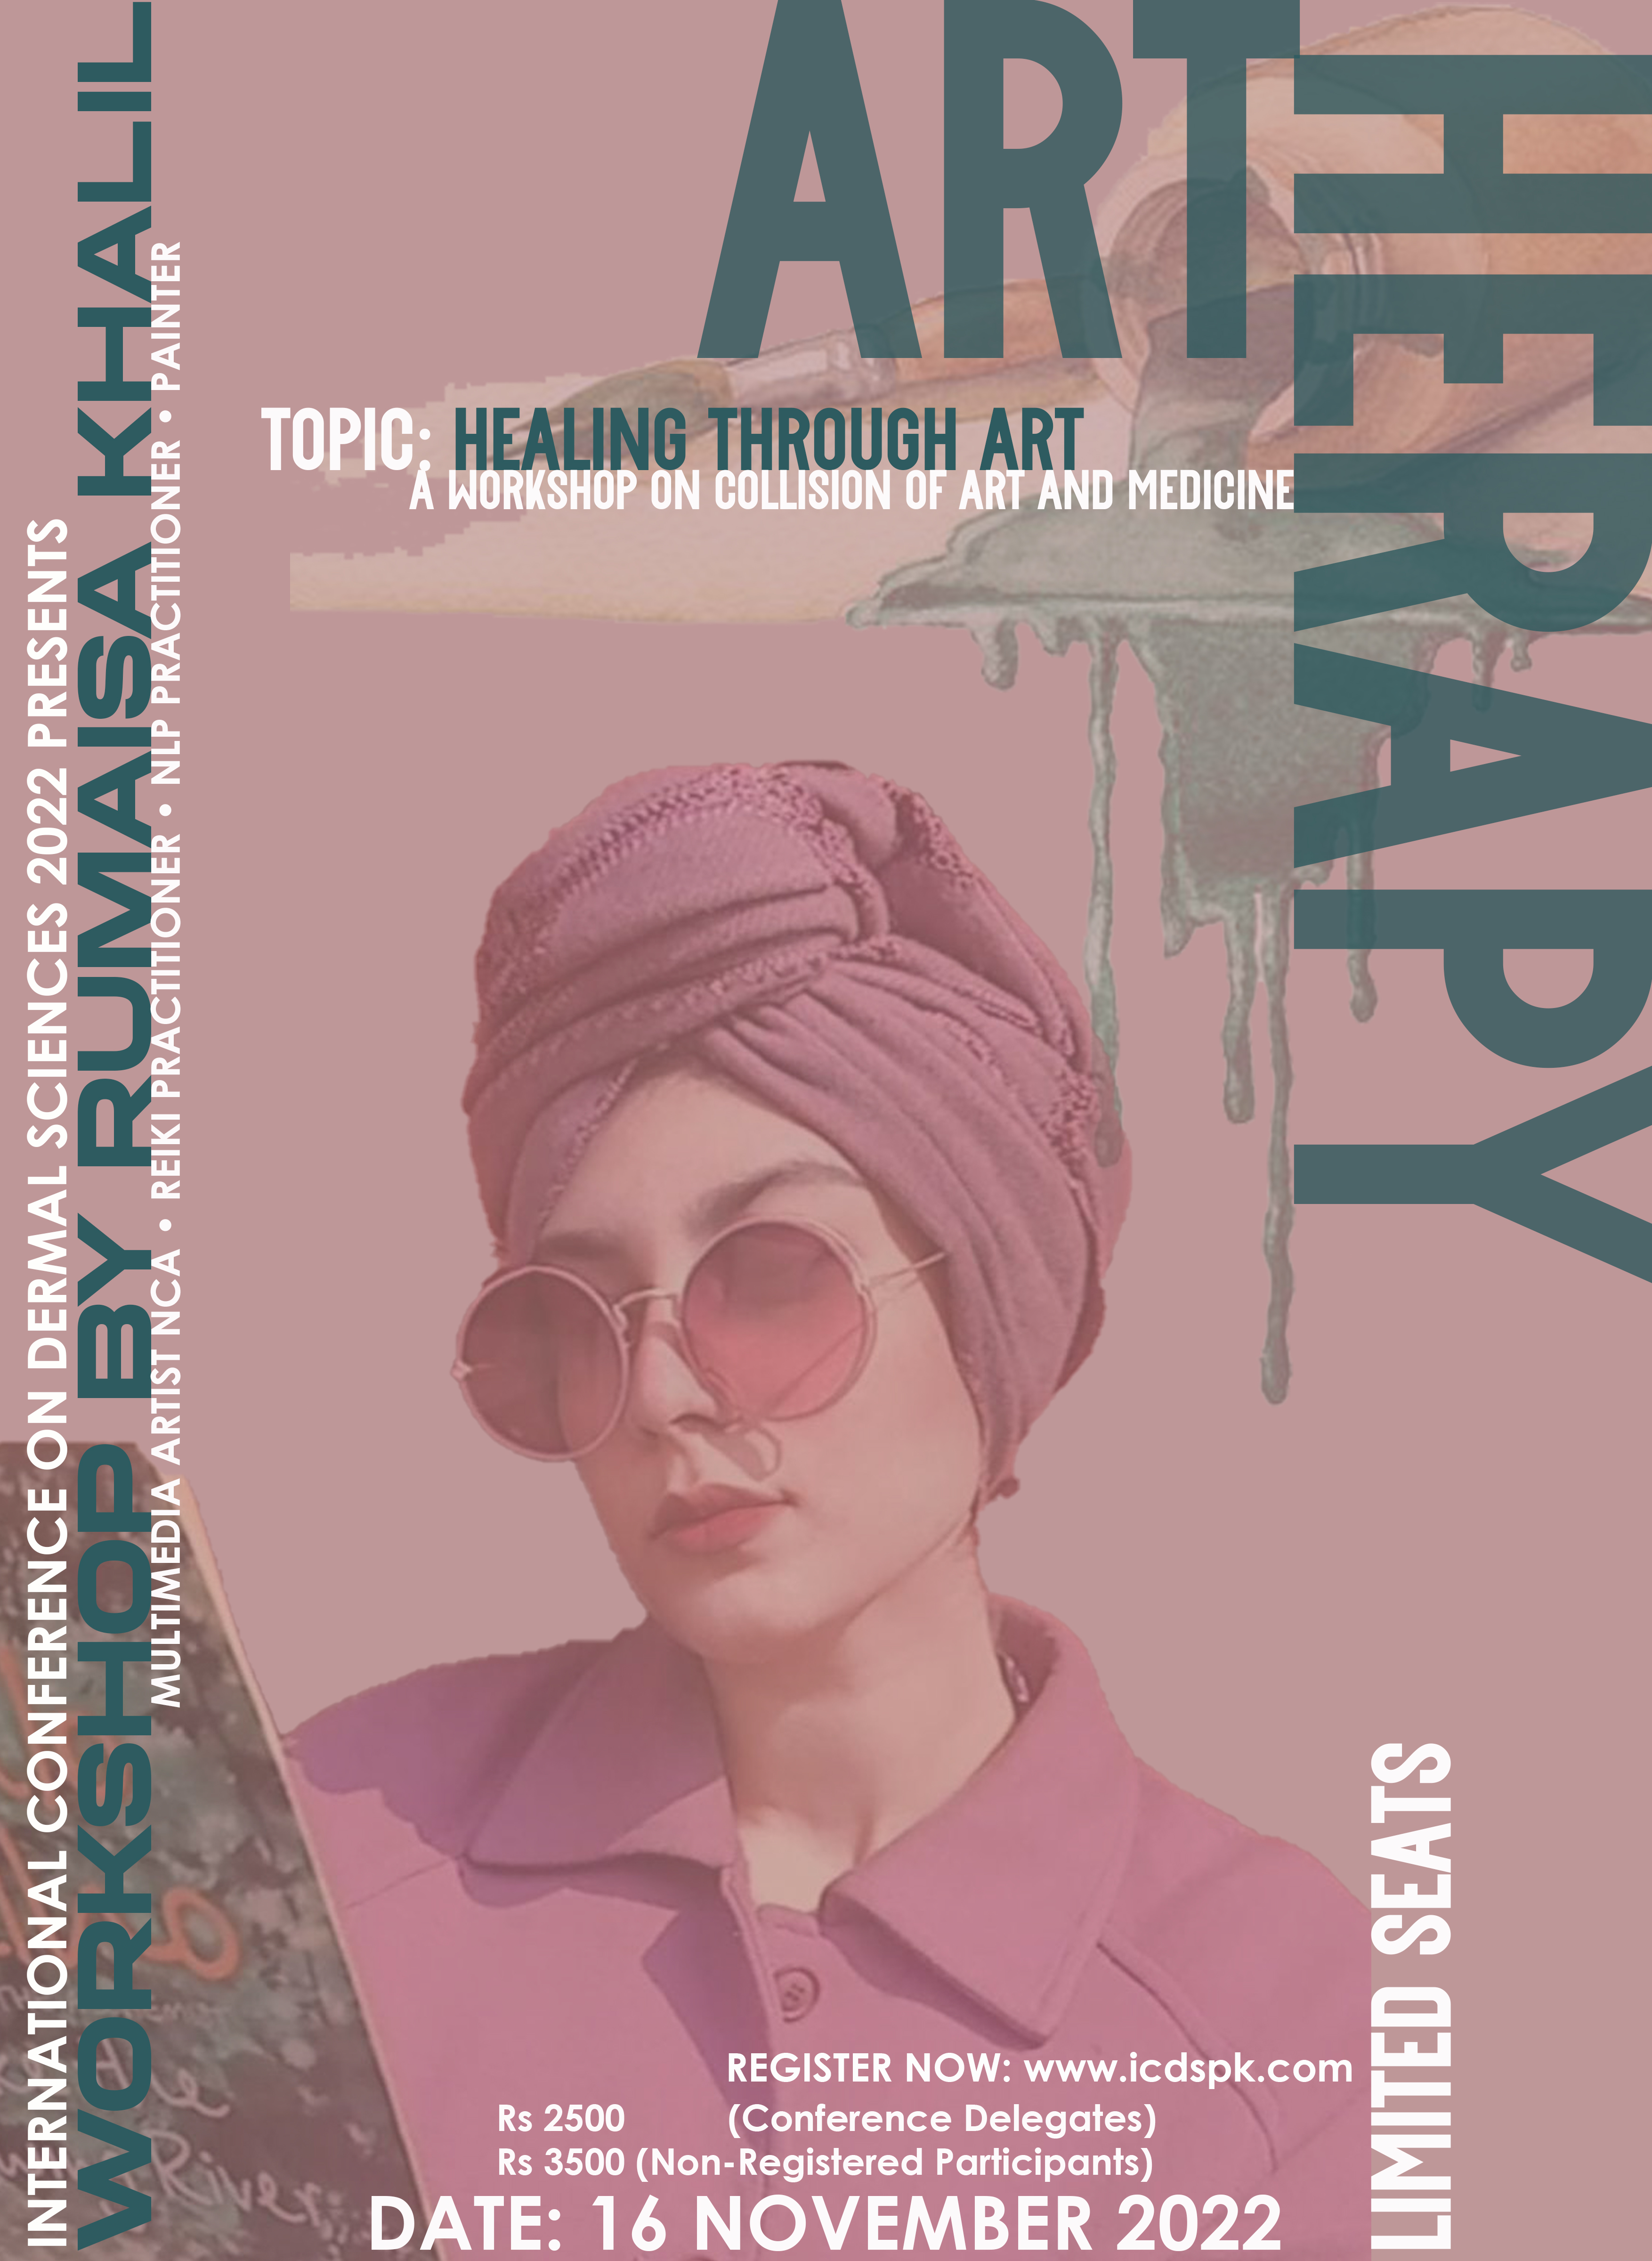 ART
THERAPY
TOPIC: HEALING THROUGH ART
A WORKSHOP ON COLLISION OF ART AND MEDICINE
INTERNATIONAL CONFERENCE ON DERMAL SCIENCES 2022 PRESENTS
WORKSHOP BY RUMAISA KHALIL
MULTIMEDIA ARTIST NCA • REIKI PRACTITIONER • NLP PRACTITIONER • PAINTER
LIMITED SEATS
REGISTER NOW: www.icdspk.com
Rs 2500 (Conference Delegates)
Rs 3500 (Non-Registered Participants)
DATE: 16 NOVEMBER 2022
River